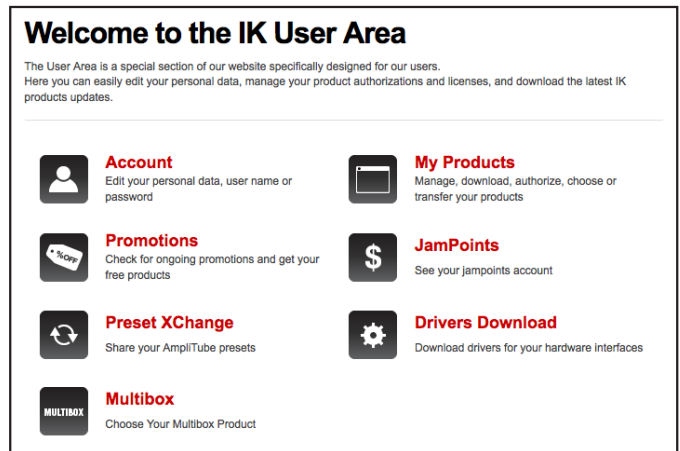 Welcome to the IK User Area
The User Area is a special section of our website specifically designed for our users.
Here you can easily edit your personal data, manage your product authorizations and licenses, and download the latest IK
products updates.
Account
Edit your personal data, user name or
password
My Products
Manage, download, authorize, choose or
transfer your products
%OFF
Promotions
Check for ongoing promotions and get your
free products
$
JamPoints
See your jampoints account
Preset XChange
Share your AmpliTube presets
Drivers Download
Download drivers for your hardware interfaces
MULTIBOX
Multibox
Choose Your Multibox Product